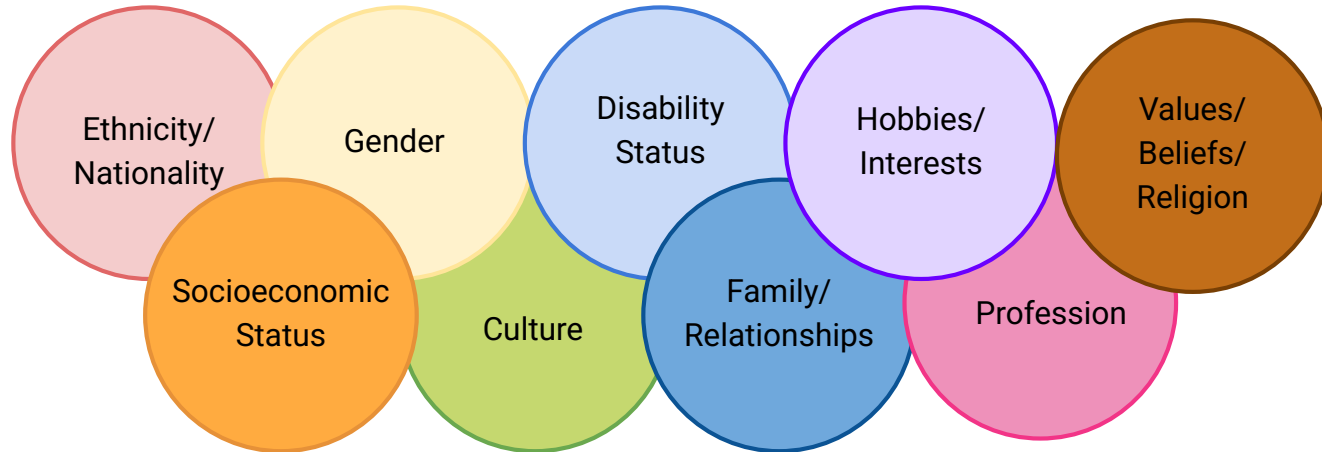 Ethnicity/
Nationality
Gender
Disability
Status
Hobbies/
Interests
Values/
Beliefs/
Religion
Socioeconomic
Status
Culture
Family/
Relationships
Profession